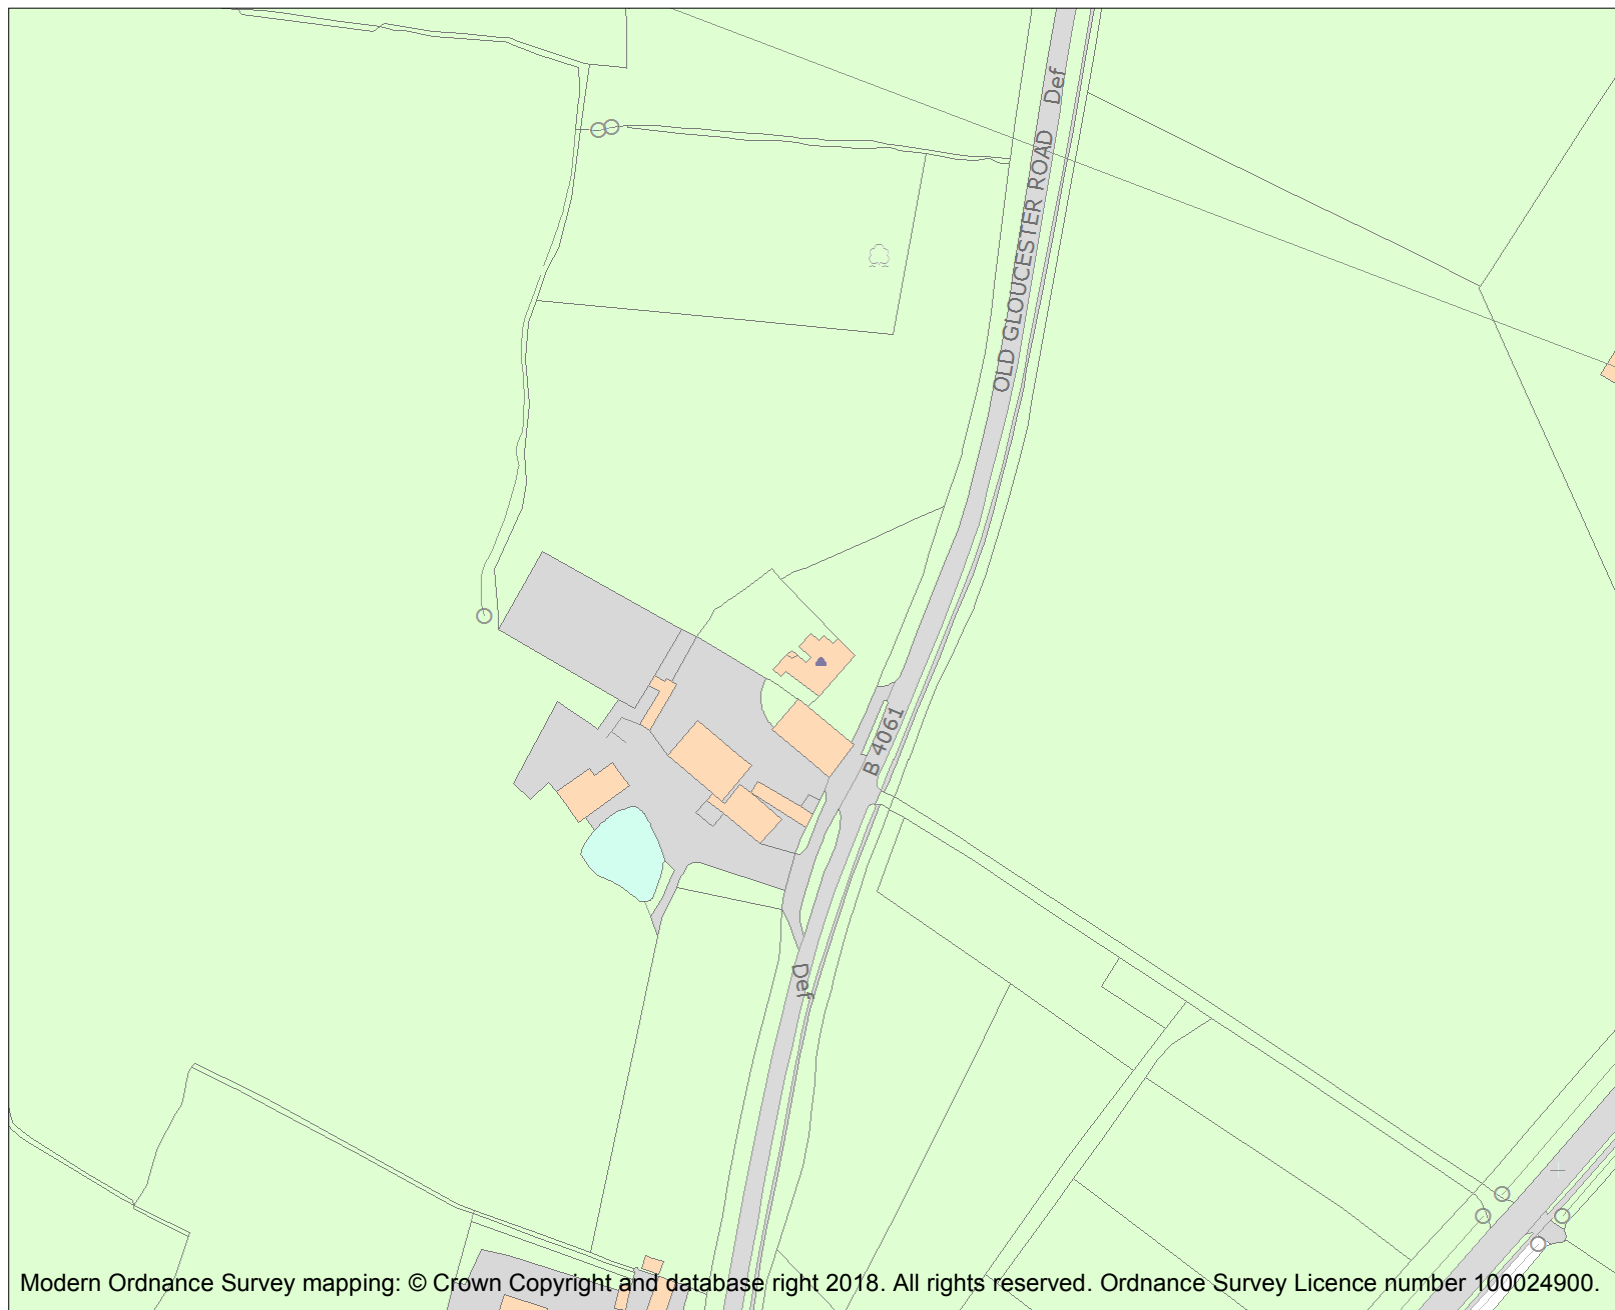 Def
OLD GLOUCESTER ROAD
B 4061
Def
Modern Ordnance Survey mapping: © Crown Copyright and database right 2018. All rights reserved. Ordnance Survey Licence number 100024900.